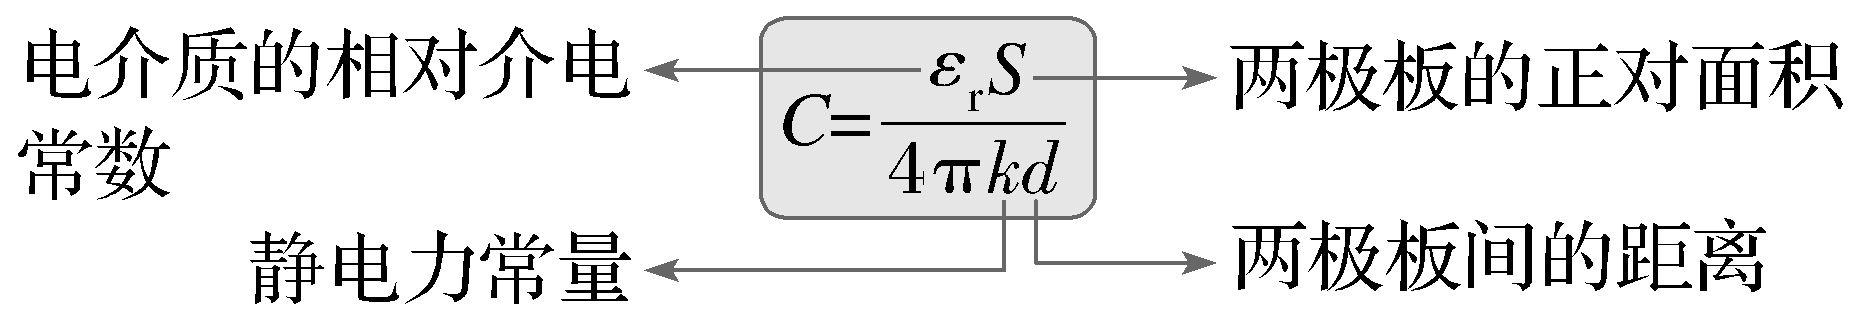 电介质的相对介电
常数
C=εᵣS/4πkd
两极板的正对面积
静电力常量
两极板间的距离